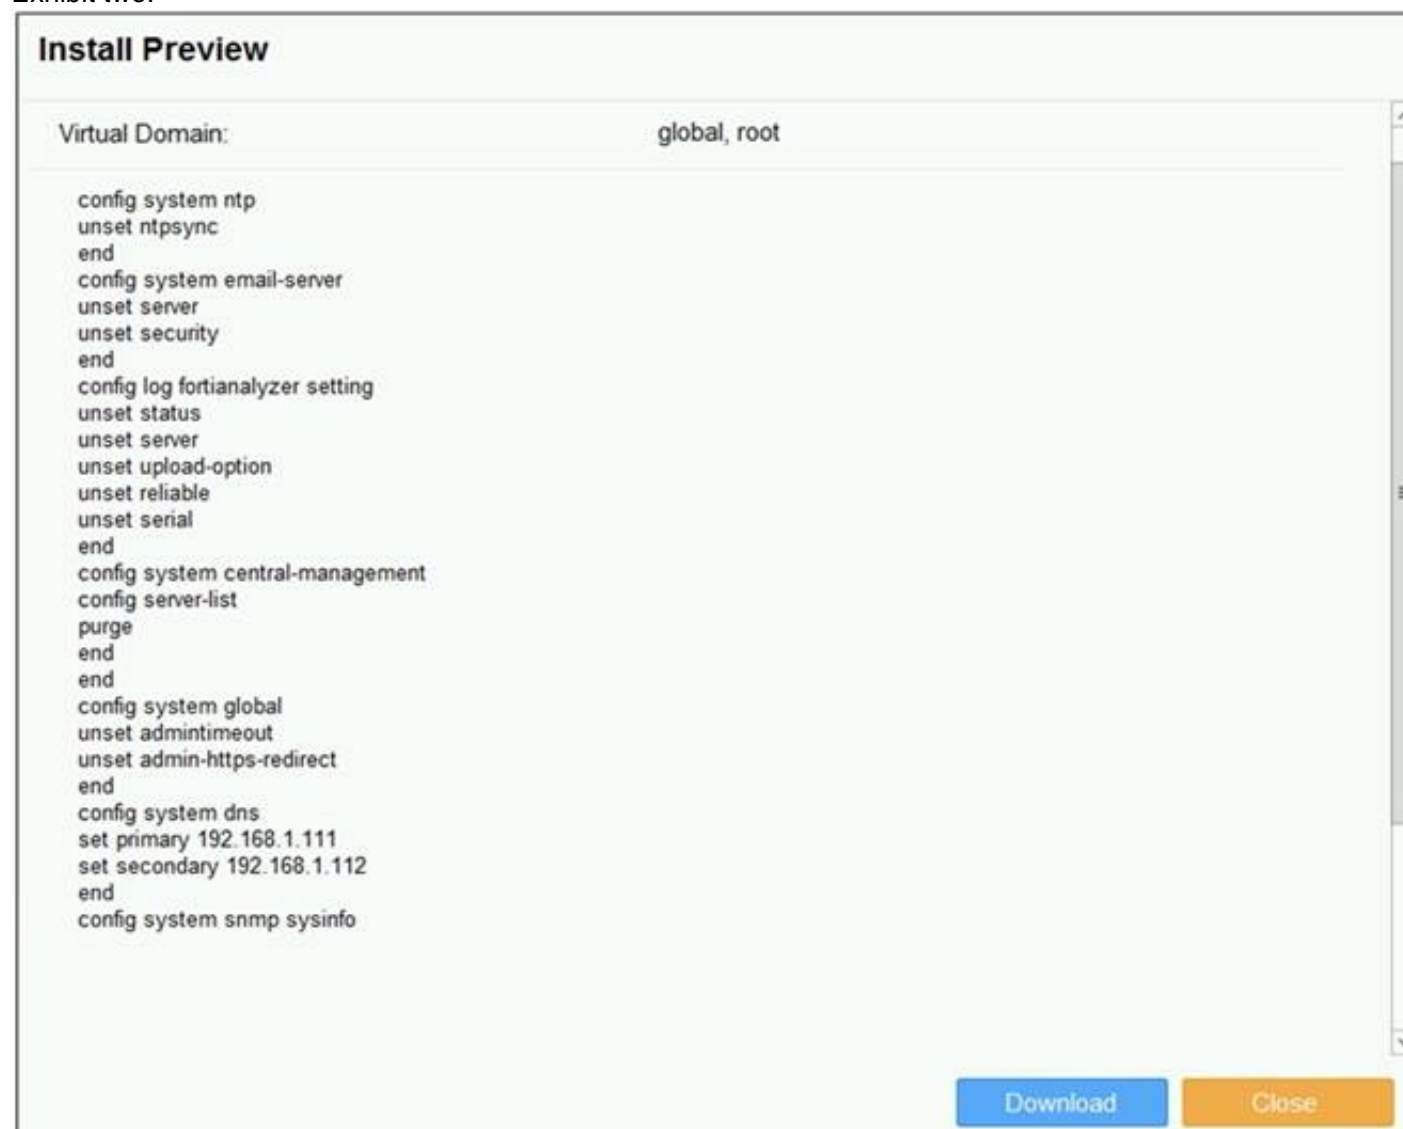 Exhibit two:
Install Preview
Virtual Domain: global, root
config system ntp
unset ntpsync
end
config system email-server
unset server
unset security
end
config log fortianalyzer setting
unset status
unset server
unset upload-option
unset reliable
unset serial
end
config system central-management
config server-list
purge
end
end
config system global
unset admintimeout
unset admin-https-redirect
end
config system dns
set primary 192.168.1.111
set secondary 192.168.1.112
end
config system snmp sysinfo
Download Close